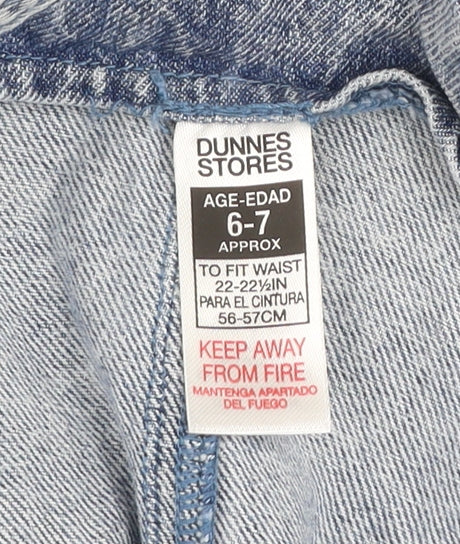 DUNNES
STORES
AGE-EDAD
6-7
APPROX
TO FIT WAIST
22-22½IN
PARA EL CINTURA
56-57CM
KEEP AWAY
FROM FIRE
MANTENGA APARTADO
DEL FUEGO